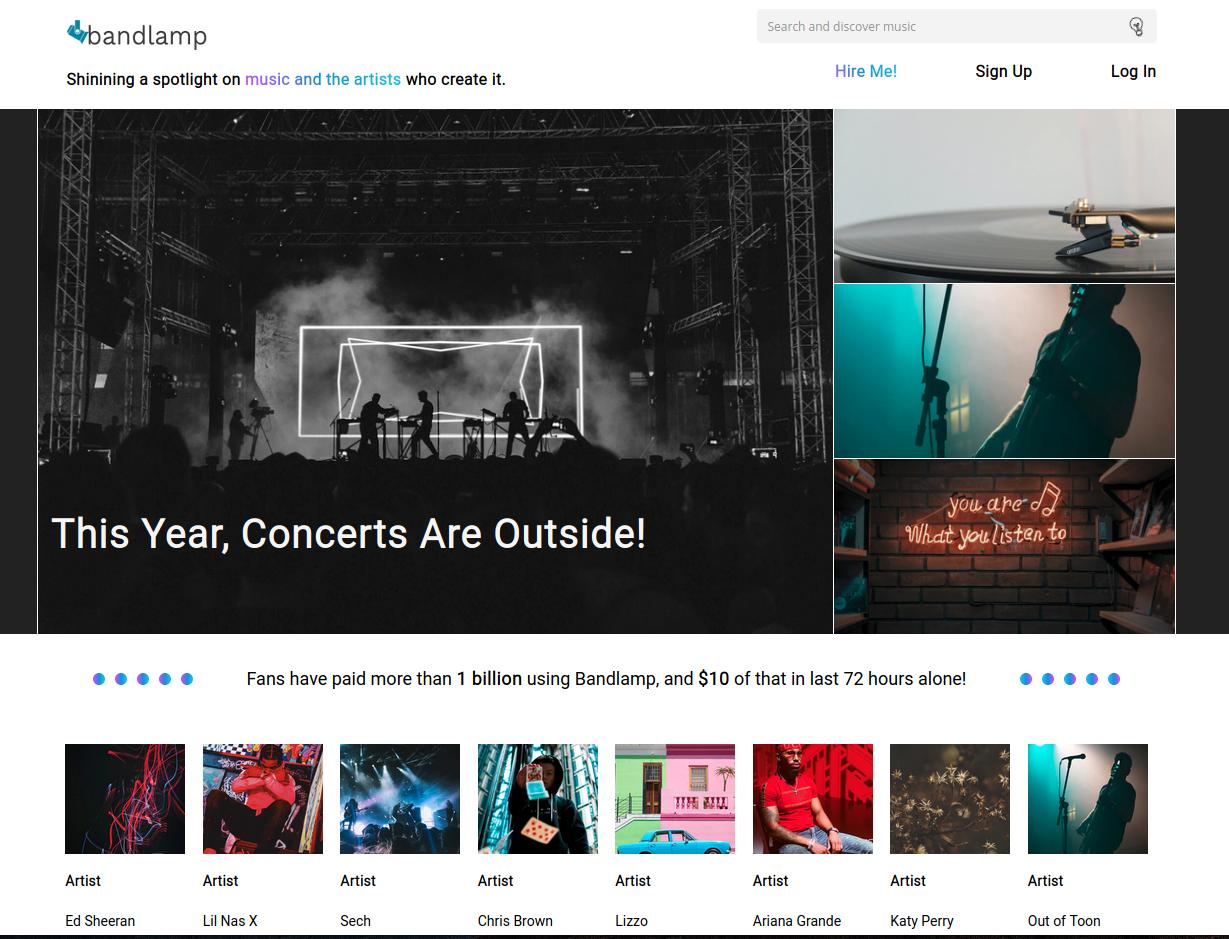 bandlamp
Search and discover music
Shinining a spotlight on music and the artists who create it.
Hire Me!
Sign Up
Log In
This Year, Concerts Are Outside!
you are
What you listen to
Fans have paid more than 1 billion using Bandlamp, and $10 of that in last 72 hours alone!
Artist
Artist
Artist
Artist
Artist
Artist
Artist
Artist
Ed Sheeran
Lil Nas X
Sech
Chris Brown
Lizzo
Ariana Grande
Katy Perry
Out of Toon